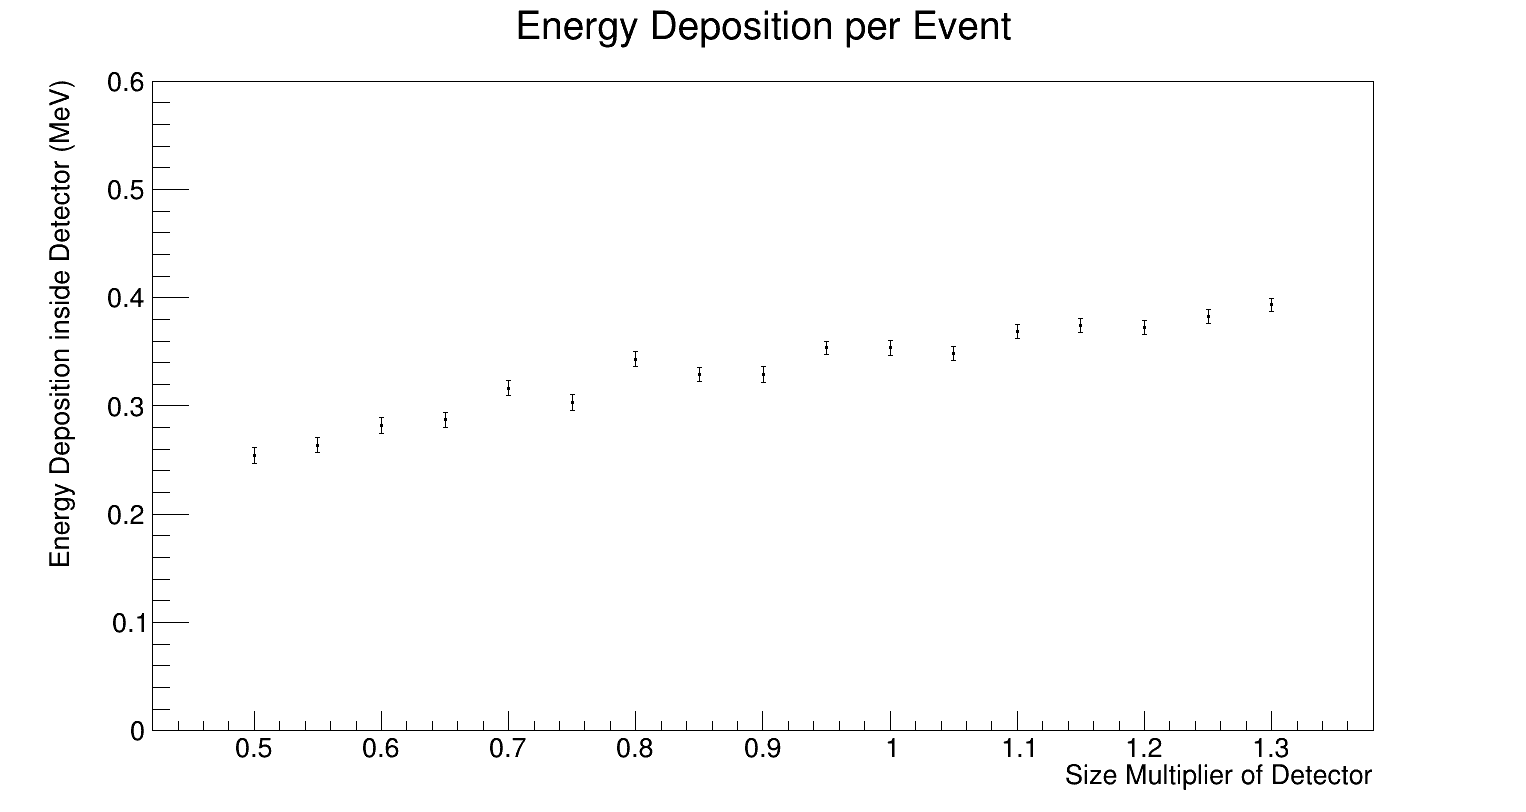 Energy Deposition per Event
Energy Deposition inside Detector (MeV)
0.6
0.5
0.4
0.3
0.2
0.1
0
0.5 0.6 0.7 0.8 0.9 1 1.1 1.2 1.3
Size Multiplier of Detector